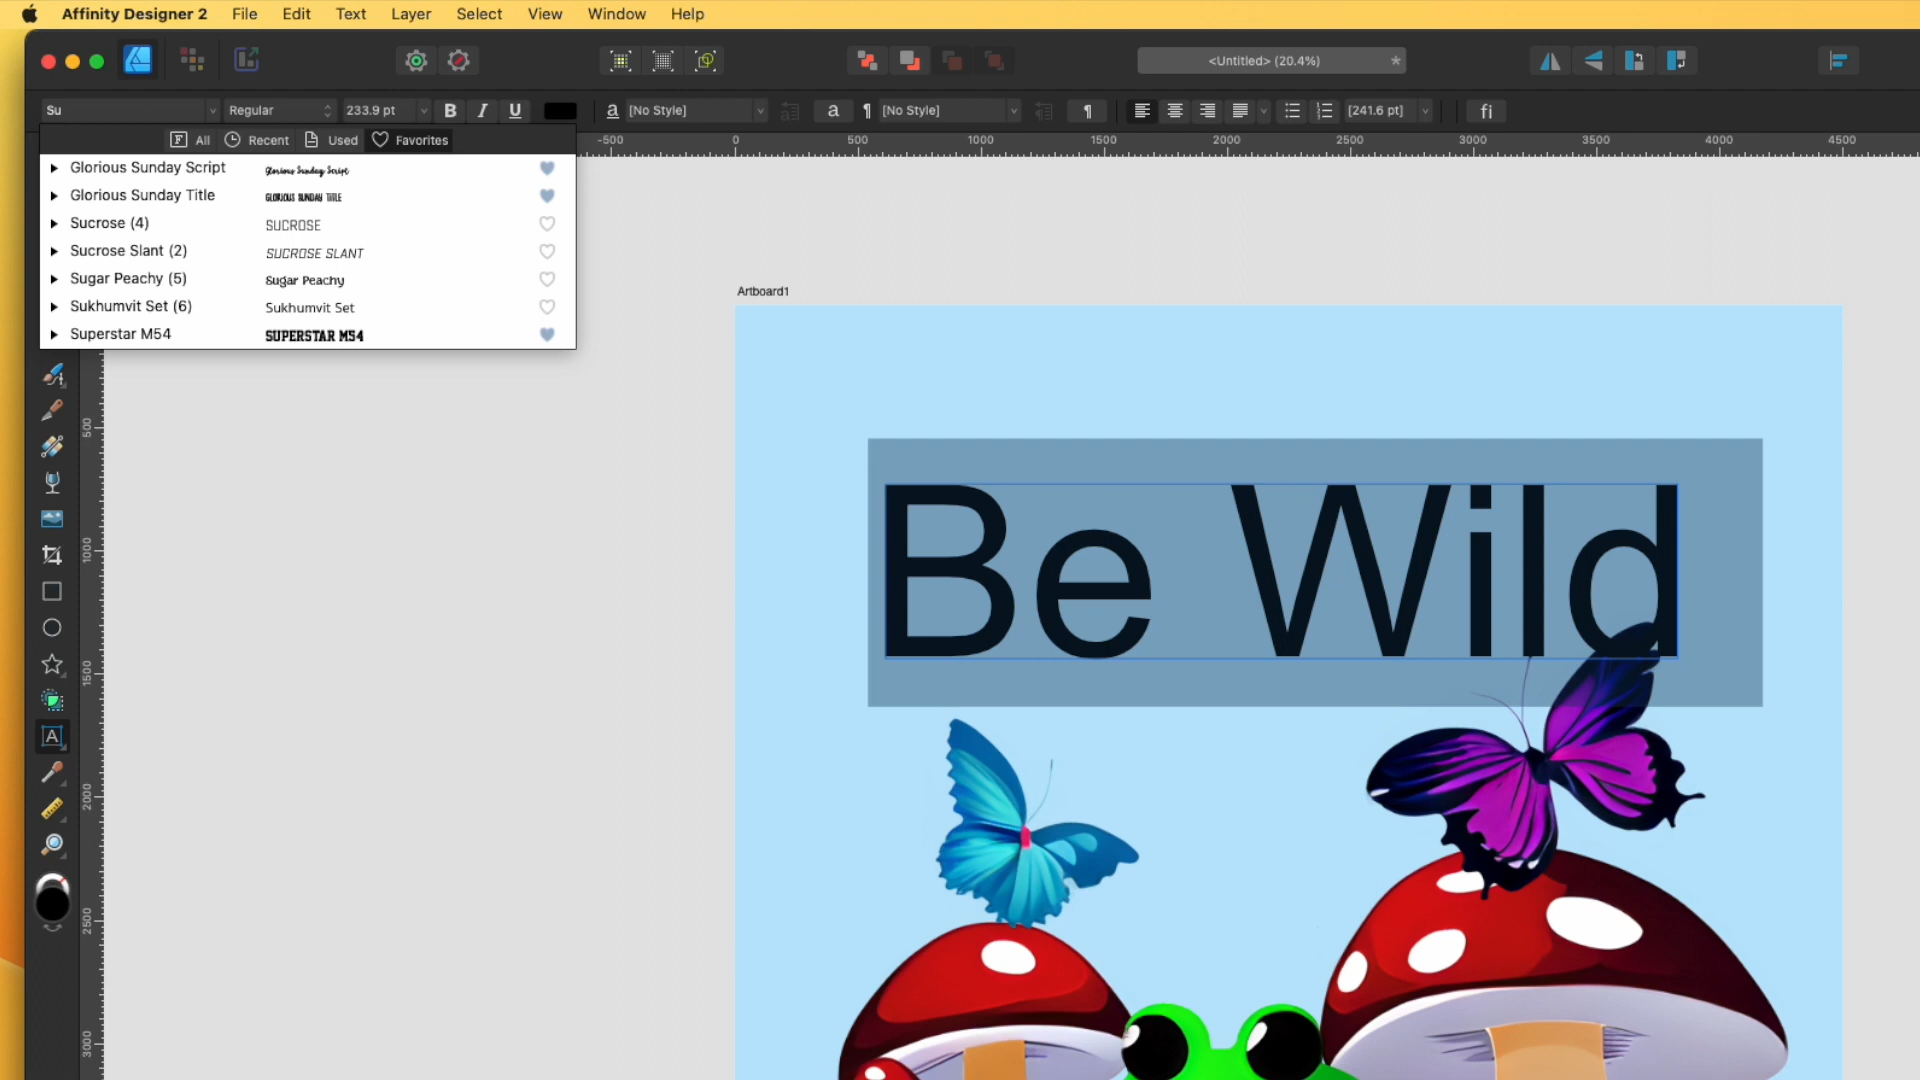 Affinity Designer 2 File Edit Text Layer Select View Window Help
<Untitled> (20.4%) *
Su Regular 233.9 pt B I U a [No Style] a ¶ [No Style] ¶ [241.6 pt] fi
All Recent Used Favorites
-500 0 500 1000 1500 2000 2500 3000 3500 4000 4500
Glorious Sunday Script Glorious Sunday Script
Glorious Sunday Title GLORIOUS SUNDAY TITLE
Sucrose (4) SUCROSE
Sucrose Slant (2) SUCROSE SLANT
Sugar Peachy (5) Sugar Peachy
Sukhumvit Set (6) Sukhumvit Set
Superstar M54 SUPERSTAR M54
Artboard1
500
1000
1500
2000
2500
3000
Be Wild
A